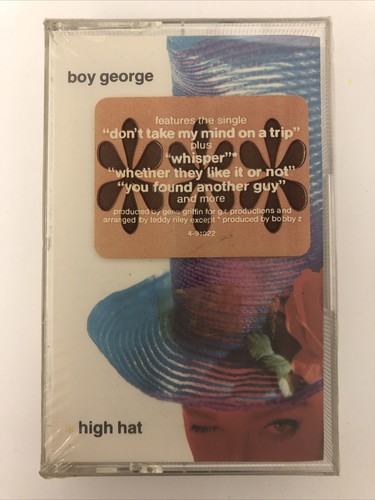 boy george
features the single
"don't take my mind on a trip"
plus
"whisper"*
"whether they like it or not"
"you found another guy"
and more
produced by gene griffin for g.r. productions and
arranged by teddy riley except * produced by bobby z
4-91022
high hat